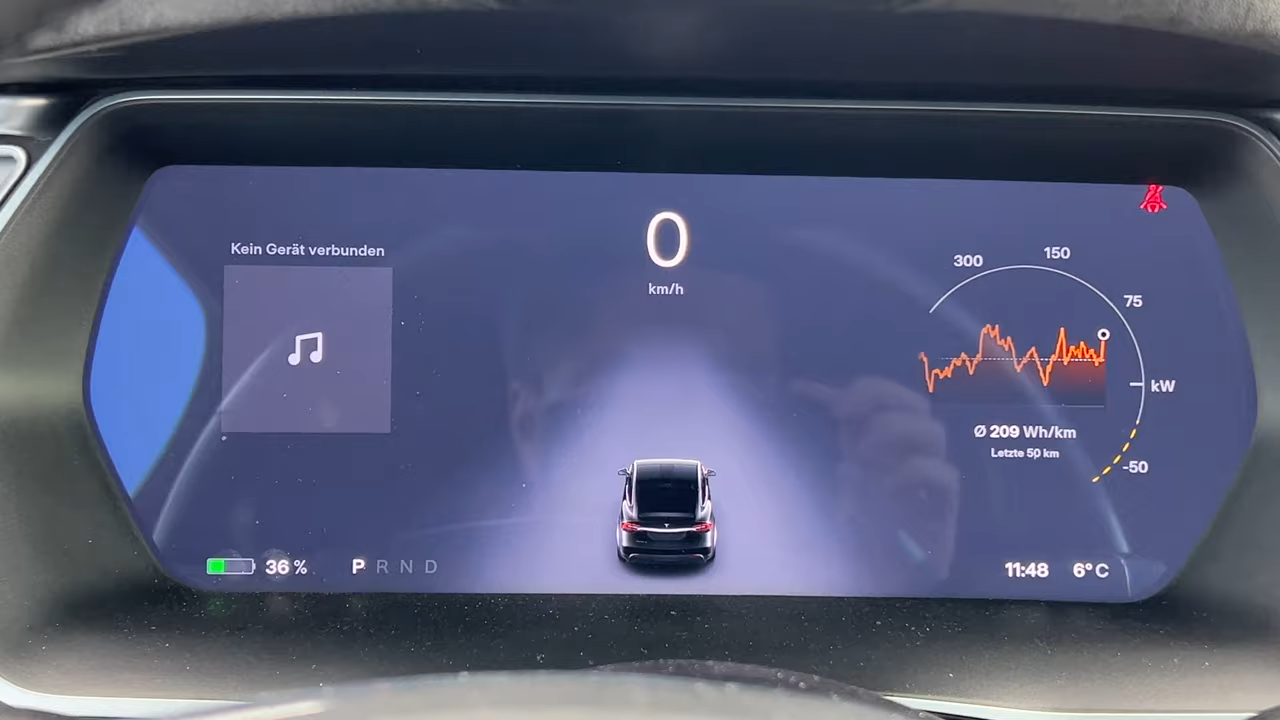 Kein Gerät verbunden
0
km/h
300
150
75
kW
-50
Ø 209 Wh/km
Letzte 50 km
36 %
P R N D
11:48 6°C